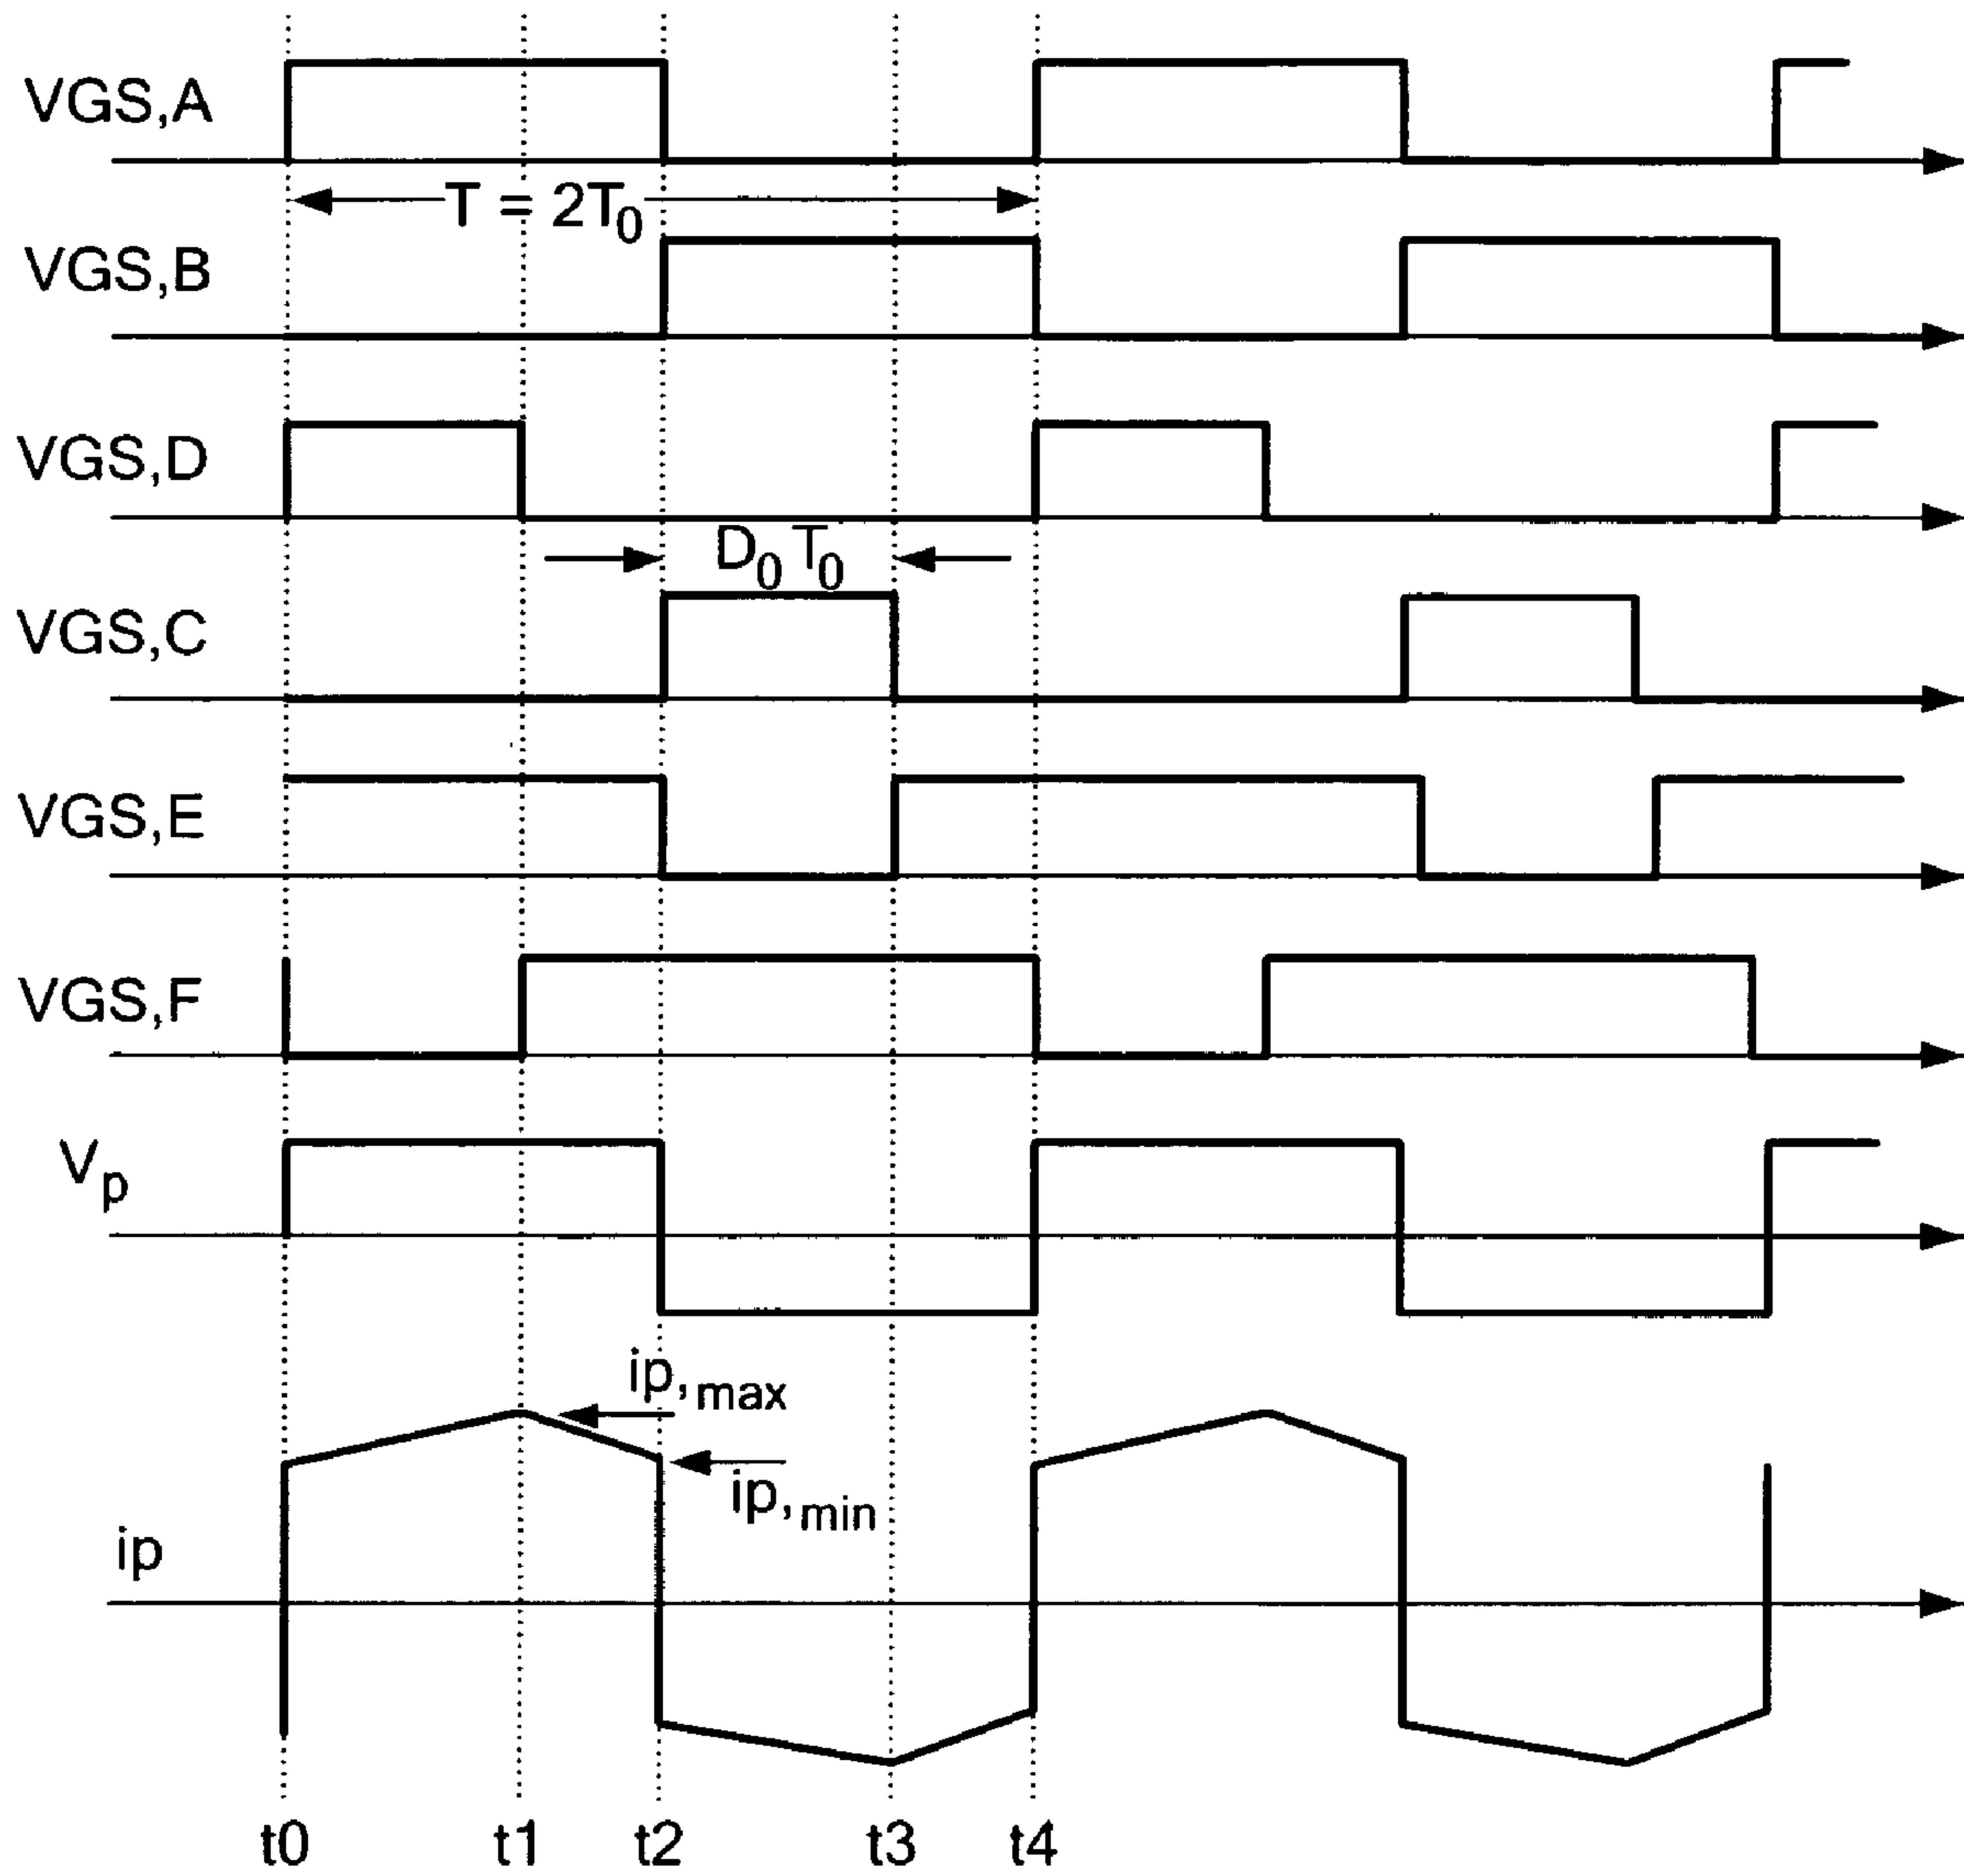 VGS,A
T = 2T0
VGS,B
VGS,D
D0 T0
VGS,C
VGS,E
VGS,F
Vp
ip,max
ip,min
ip
t0 t1 t2 t3 t4